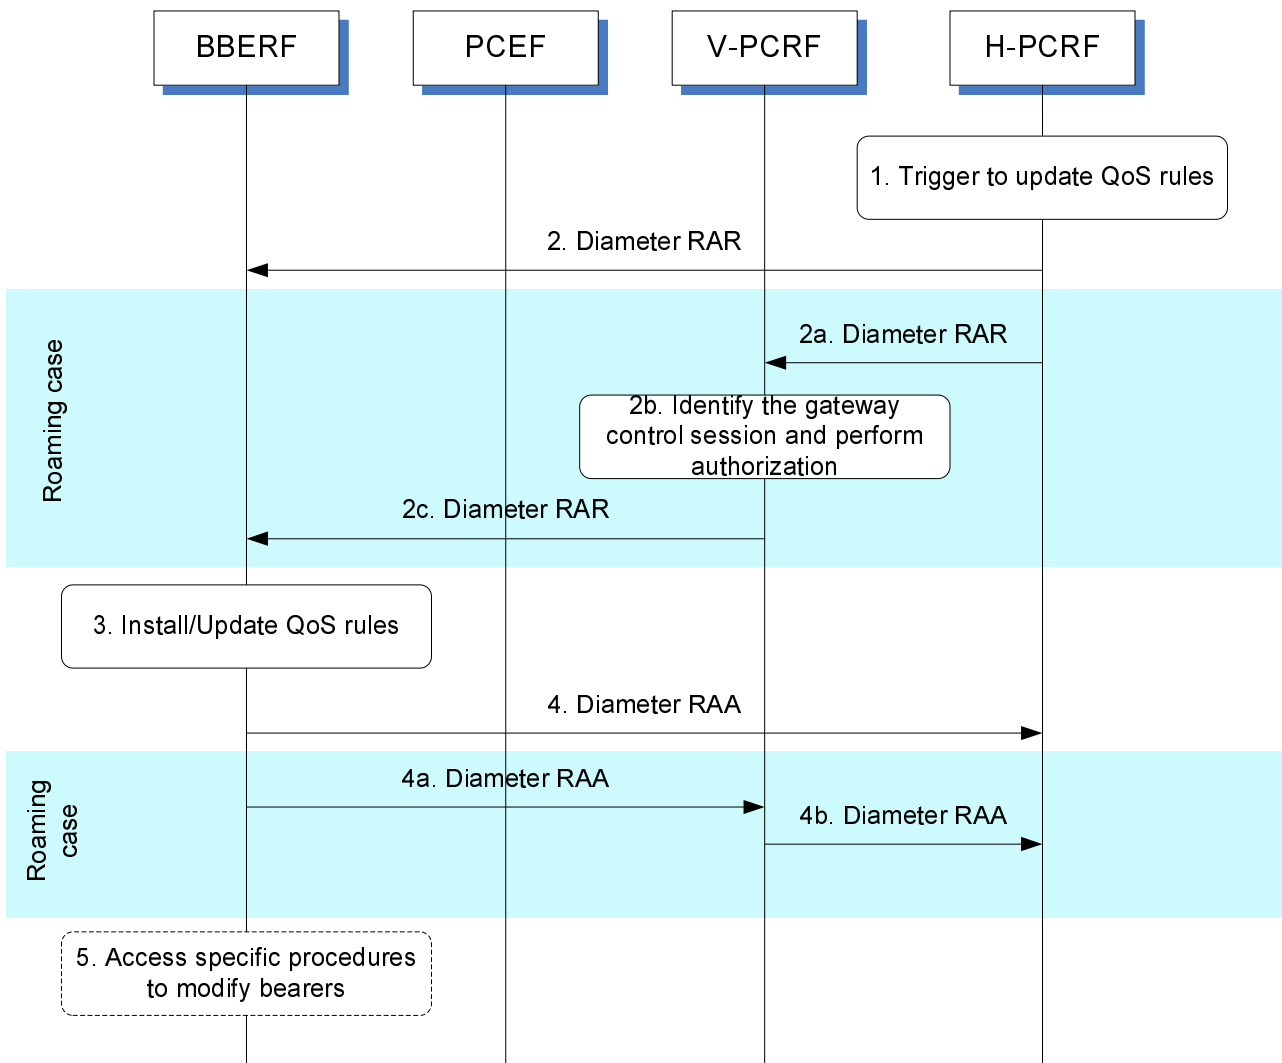 BBERF
PCEF
V-PCRF
H-PCRF
1. Trigger to update QoS rules
2. Diameter RAR
Roaming case
2a. Diameter RAR
2b. Identify the gateway
control session and perform
authorization
2c. Diameter RAR
3. Install/Update QoS rules
4. Diameter RAA
Roaming
case
4a. Diameter RAA
4b. Diameter RAA
5. Access specific procedures
to modify bearers